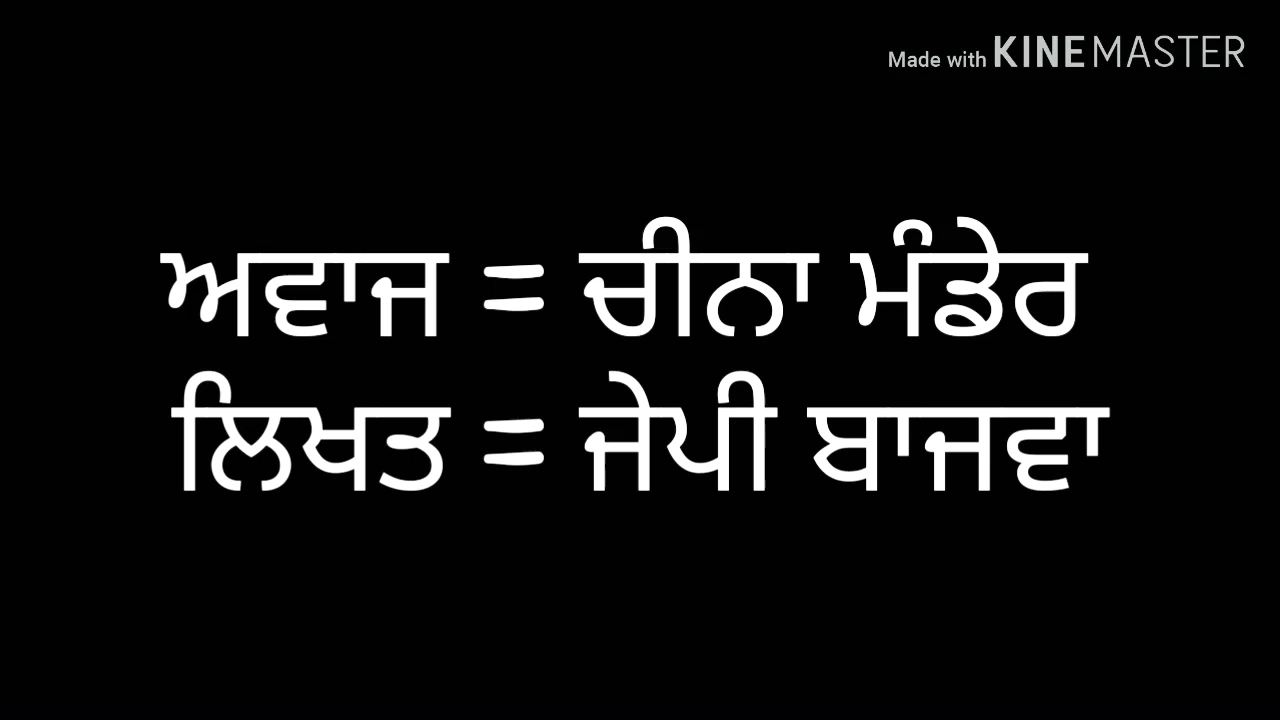 Made with KINEMASTER
ਅਵਾਜ = ਚੀਨਾ ਮੰਡੇਰ
ਲਿਖਤ = ਜੇਪੀ ਬਾਜਵਾ